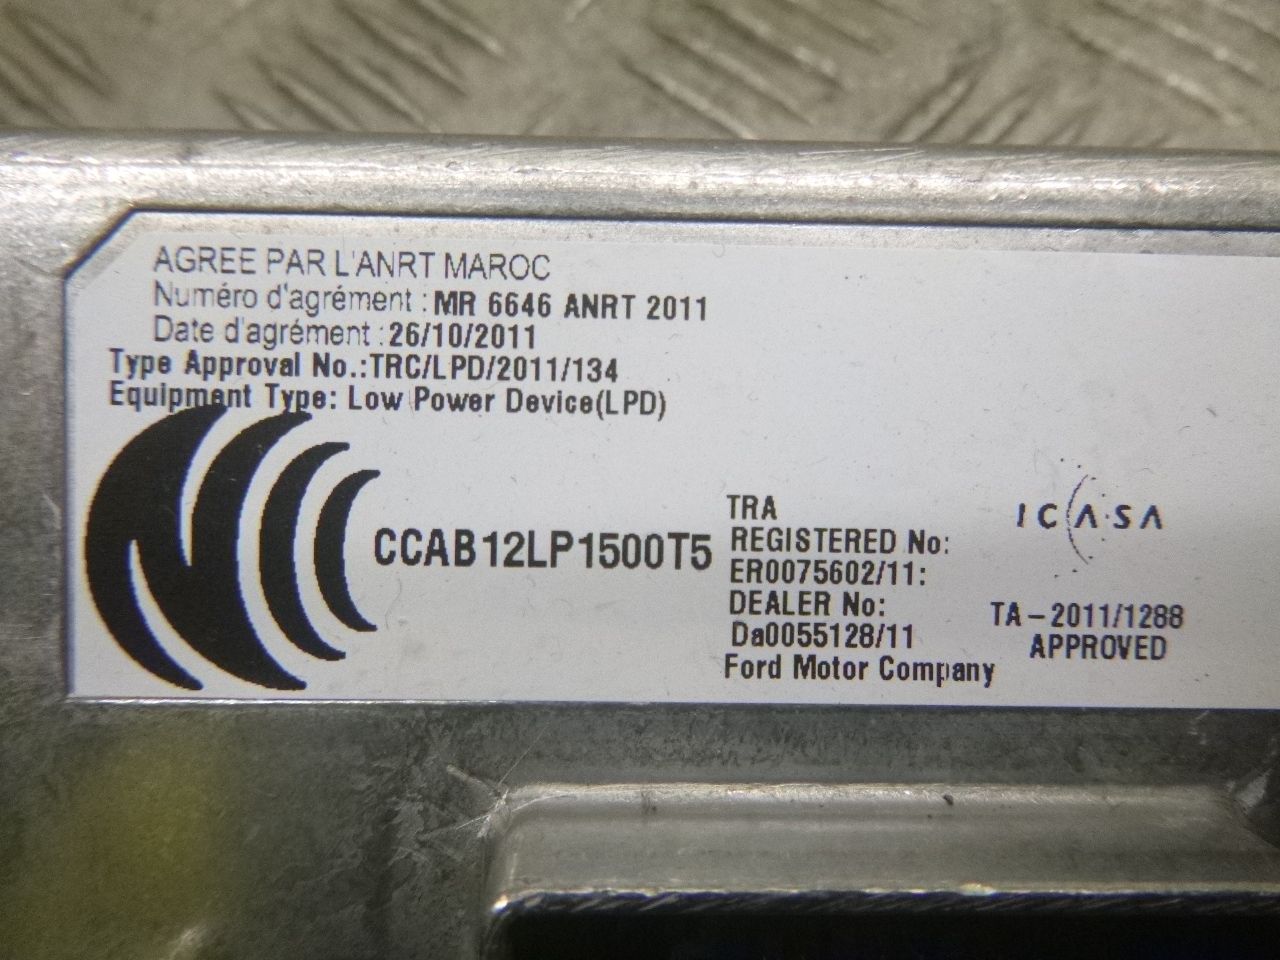 AGREE PAR L'ANRT MAROC
Numéro d'agrément : MR 6646 ANRT 2011
Date d'agrément : 26/10/2011
Type Approval No.:TRC/LPD/2011/134
Equipment Type: Low Power Device(LPD)
CCAB12LP1500T5
TRA
REGISTERED No:
ER0075602/11:
DEALER No:
Da0055128/11
Ford Motor Company
ICASA
TA-2011/1288
APPROVED